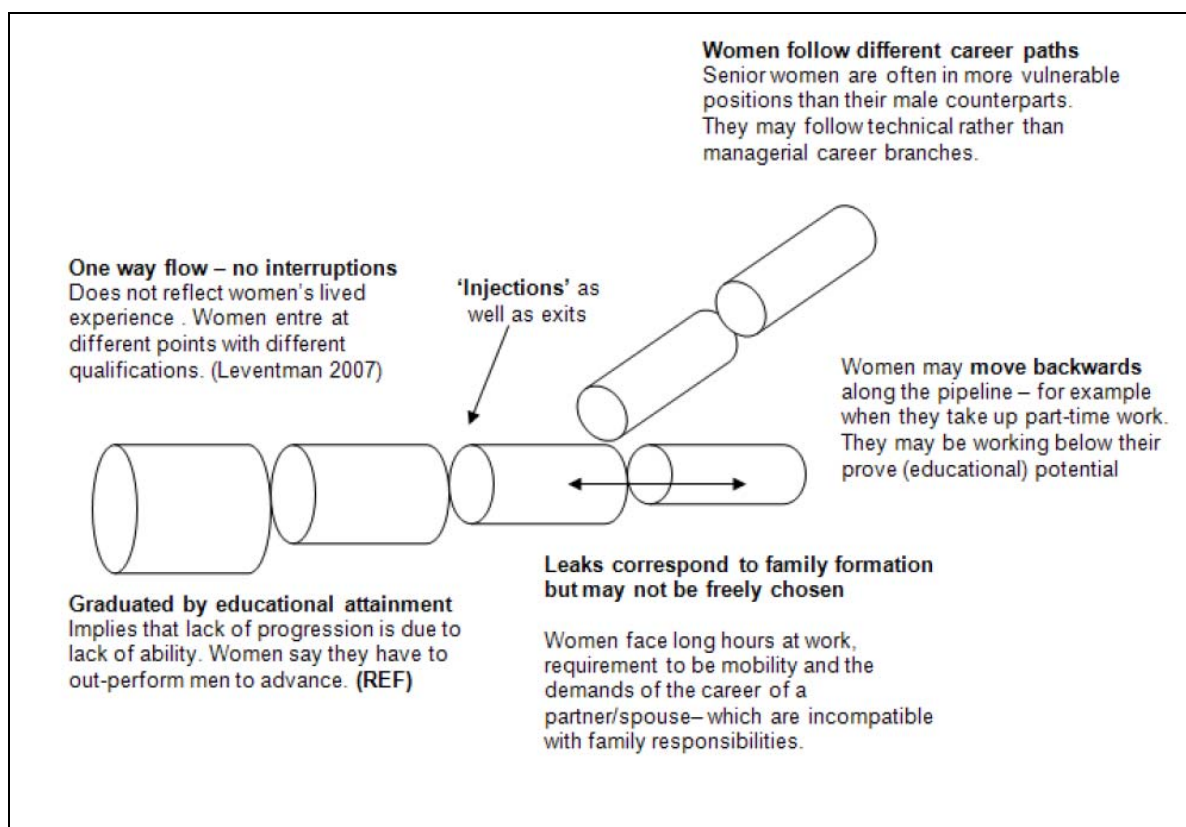 Women follow different career paths
Senior women are often in more vulnerable
positions than their male counterparts.
They may follow technical rather than
managerial career branches.
One way flow – no interruptions
Does not reflect women's lived
experience . Women entre at
different points with different
qualifications. (Leventman 2007)
'Injections' as
well as exits
Women may move backwards
along the pipeline – for example
when they take up part-time work.
They may be working below their
prove (educational) potential
Graduated by educational attainment
Implies that lack of progression is due to
lack of ability. Women say they have to
out-perform men to advance. (REF)
Leaks correspond to family formation
but may not be freely chosen
Women face long hours at work,
requirement to be mobility and the
demands of the career of a
partner/spouse– which are incompatible
with family responsibilities.